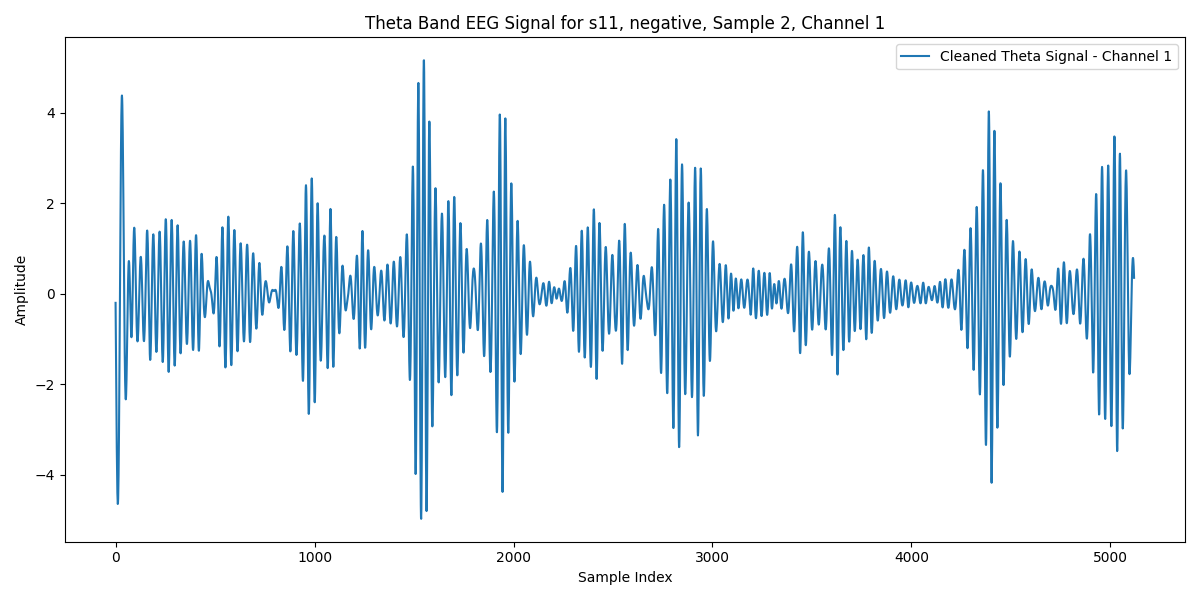 Theta Band EEG Signal for s11, negative, Sample 2, Channel 1
Cleaned Theta Signal - Channel 1
Amplitude
4
2
0
−2
−4
0 1000 2000 3000 4000 5000
Sample Index